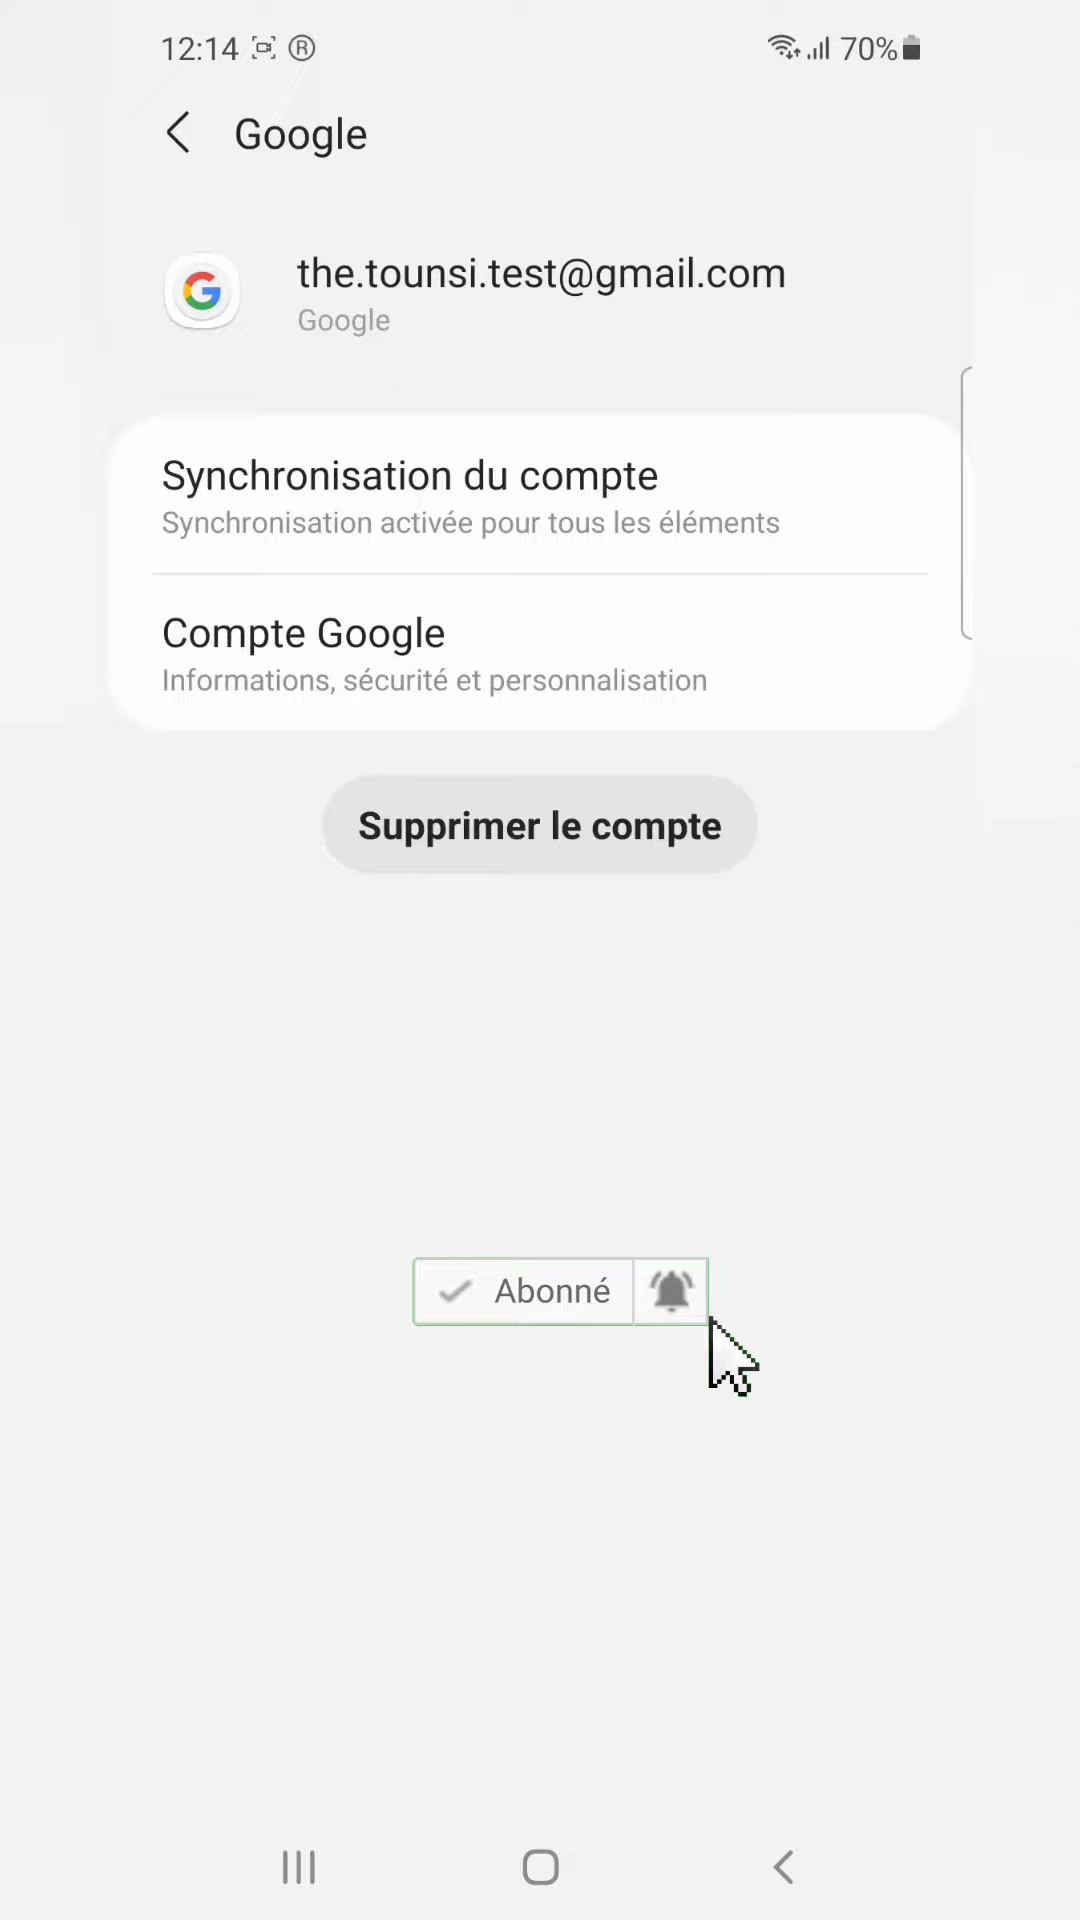 12:14 ® 70%
Google
the.tounsi.test@gmail.com
Google
Synchronisation du compte
Synchronisation activée pour tous les éléments
Compte Google
Informations, sécurité et personnalisation
Supprimer le compte
Abonné